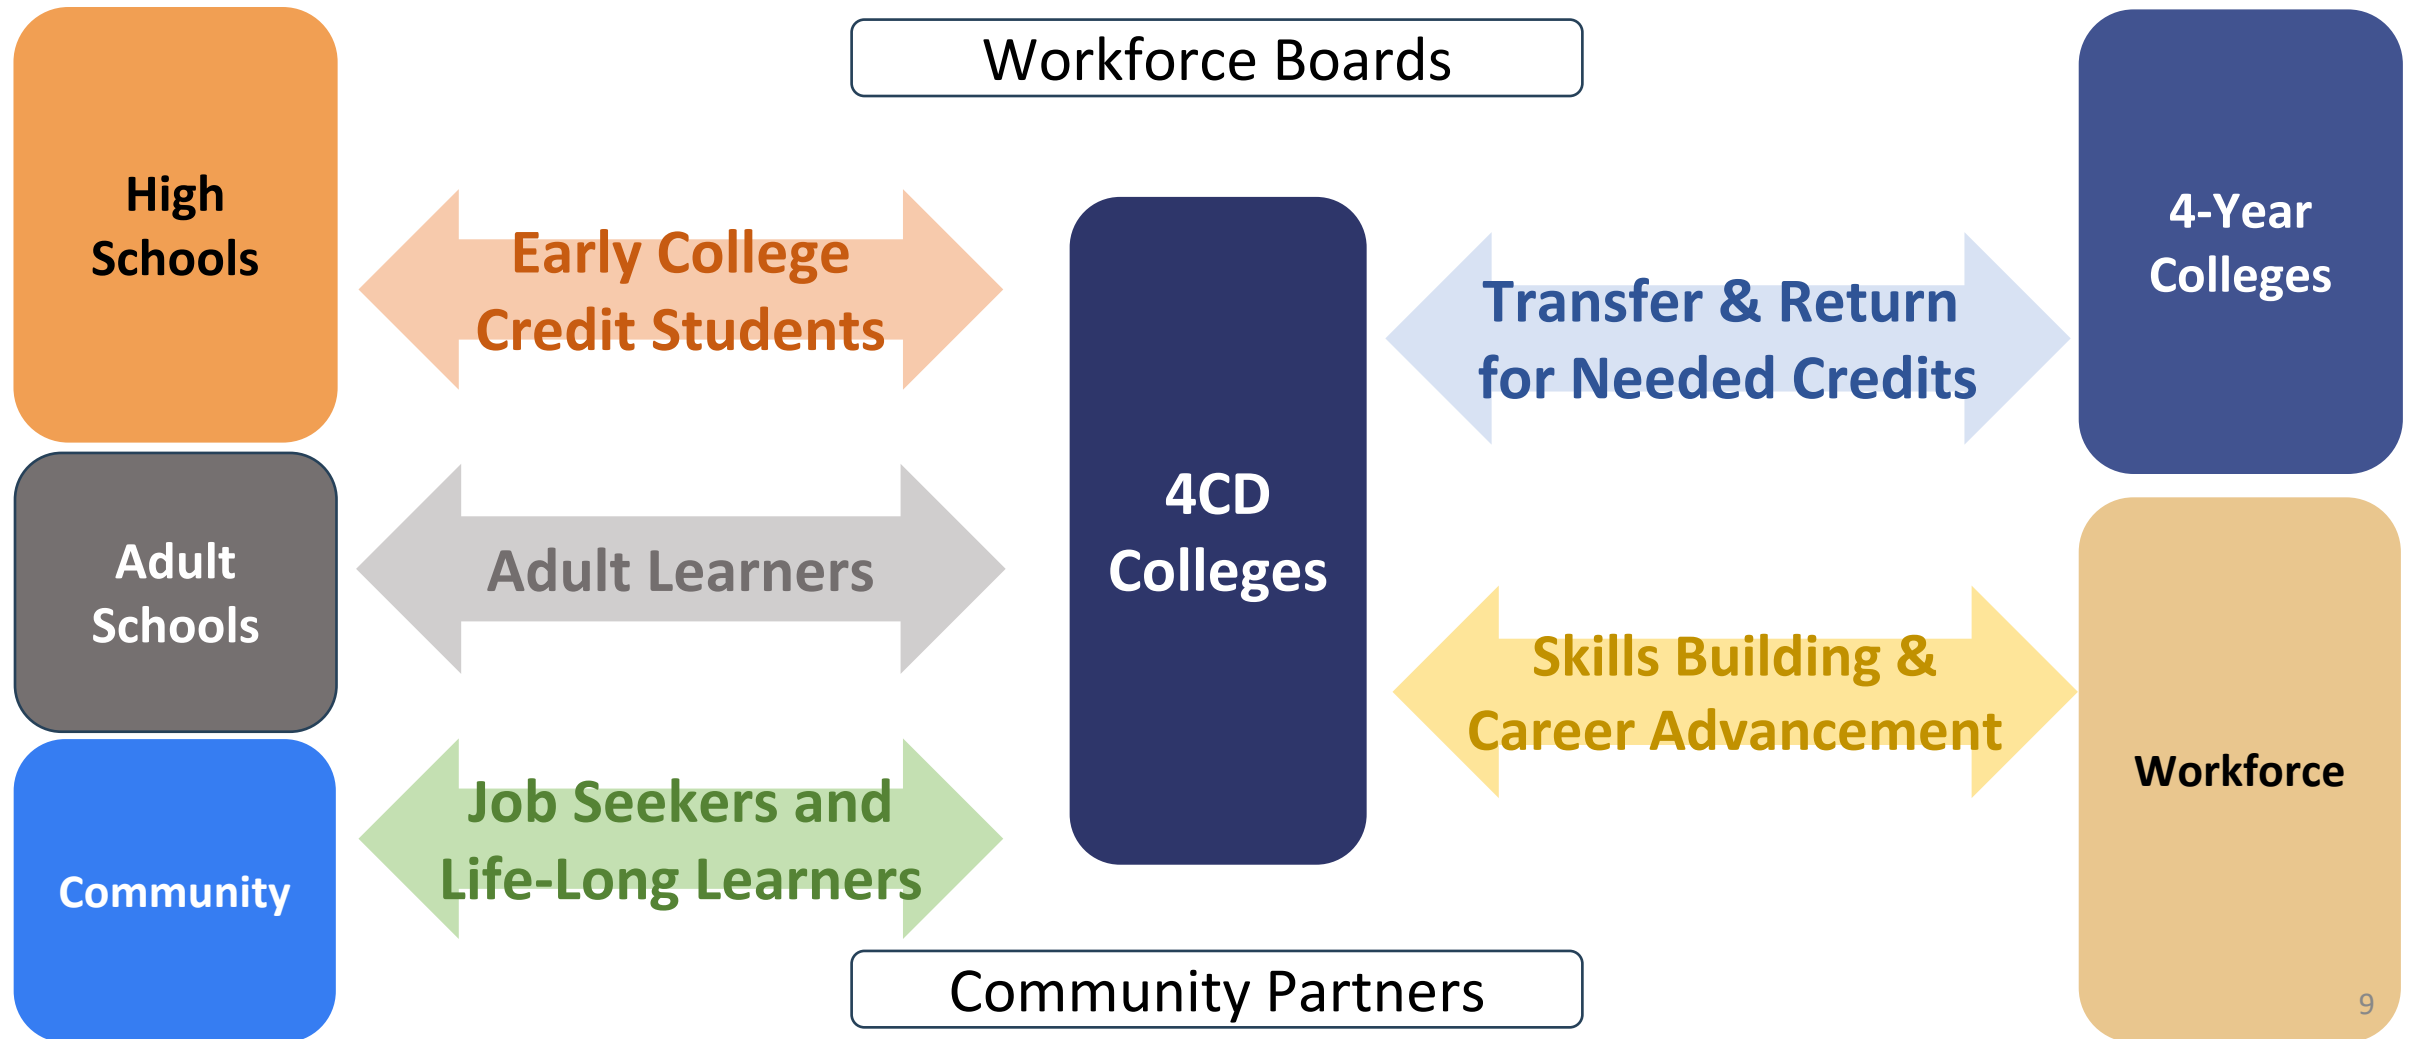 Workforce Boards
High
Schools
Early College
Credit Students
Adult
Schools
Adult Learners
Community
Job Seekers and
Life-Long Learners
4CD
Colleges
Transfer & Return
for Needed Credits
4-Year
Colleges
Skills Building &
Career Advancement
Workforce
Community Partners
9